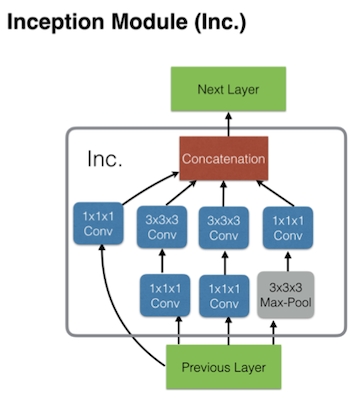 Inception Module (Inc.)
Next Layer
Inc.
Concatenation
1x1x1
Conv
3x3x3
Conv
3x3x3
Conv
1x1x1
Conv
1x1x1
Conv
1x1x1
Conv
3x3x3
Max-Pool
Previous Layer